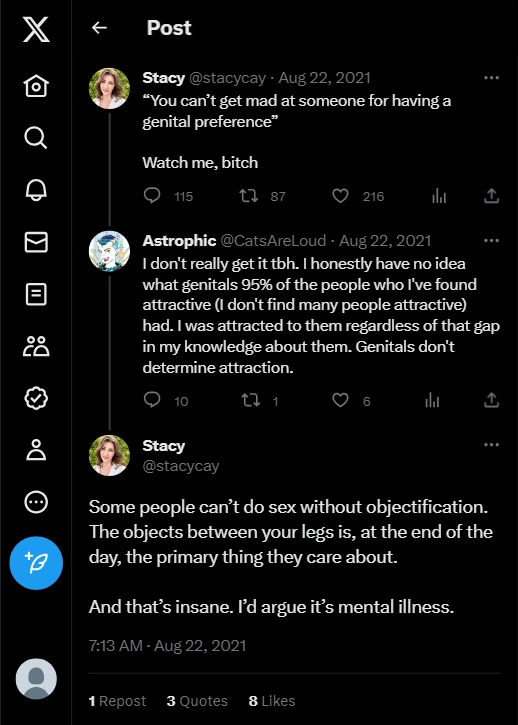 Post
Stacy @stacycay · Aug 22, 2021
“You can’t get mad at someone for having a
genital preference”
Watch me, bitch
115 87 216
Astrophic @CatsAreLoud · Aug 22, 2021
I don't really get it tbh. I honestly have no idea
what genitals 95% of the people who I've found
attractive (I don't find many people attractive)
had. I was attracted to them regardless of that gap
in my knowledge about them. Genitals don't
determine attraction.
10 1 6
Stacy
@stacycay
Some people can’t do sex without objectification.
The objects between your legs is, at the end of the
day, the primary thing they care about.
And that’s insane. I’d argue it’s mental illness.
7:13 AM · Aug 22, 2021
1 Repost 3 Quotes 8 Likes